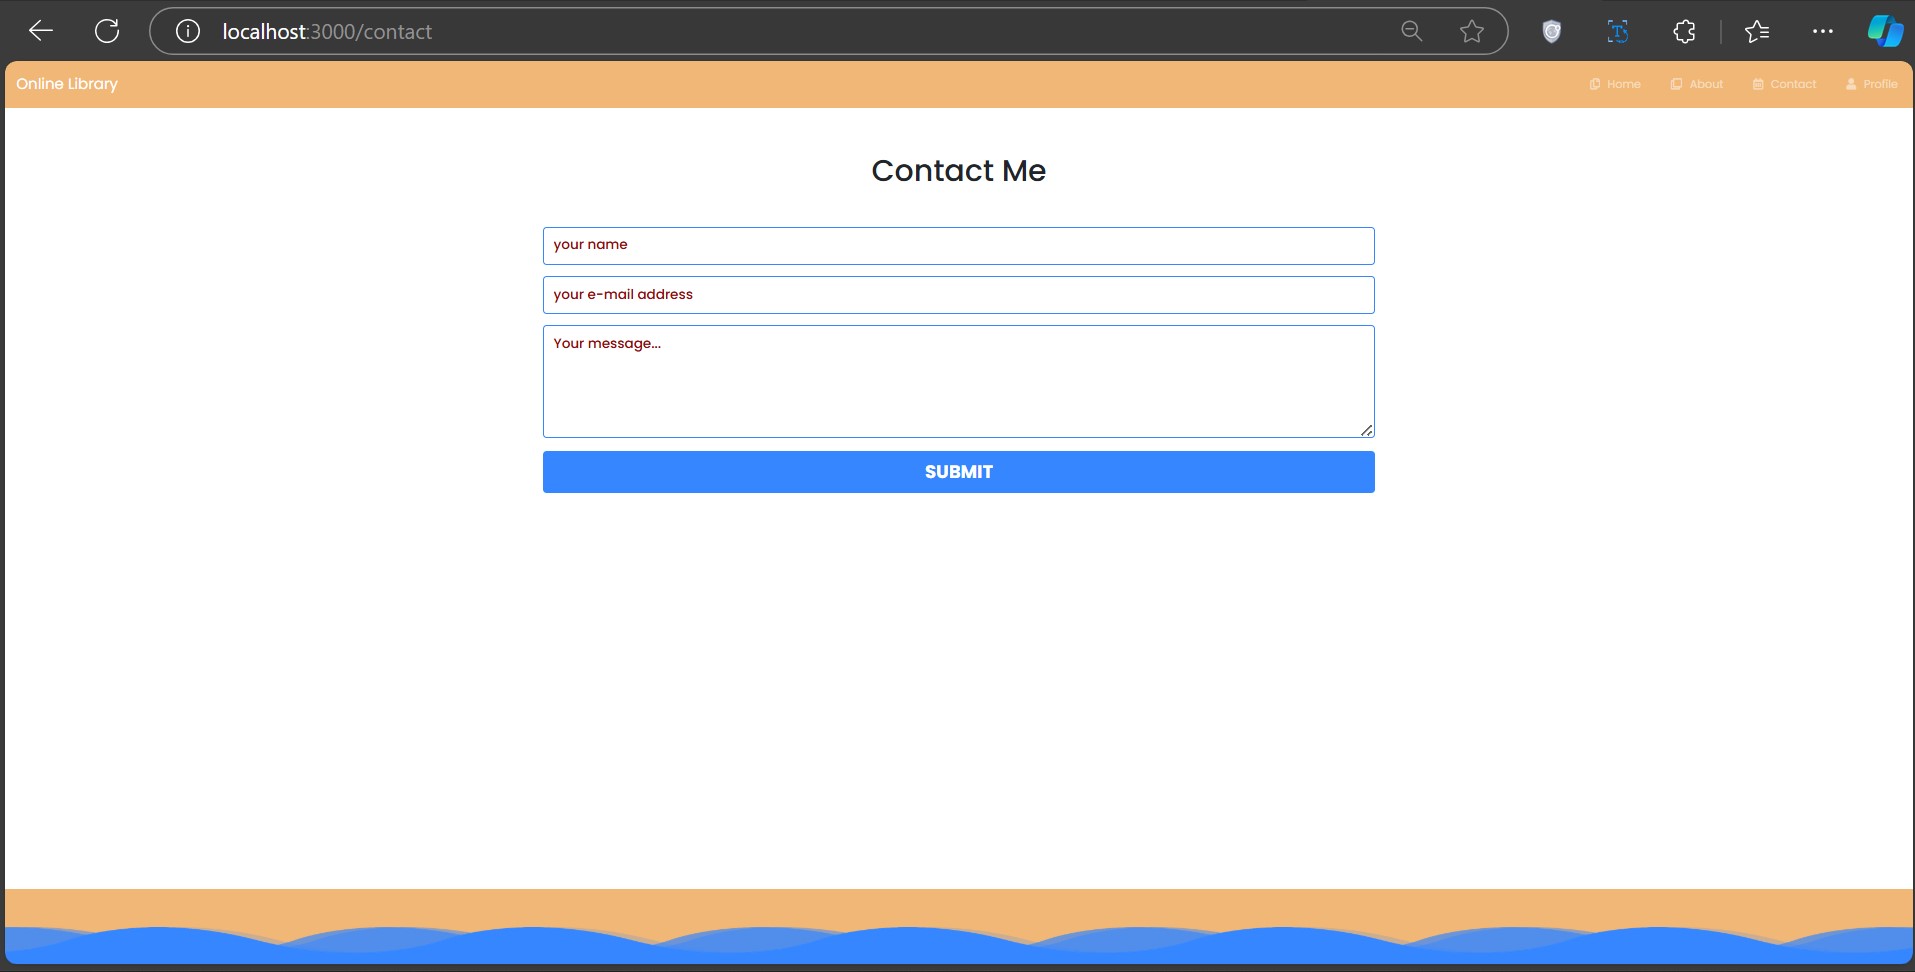 localhost:3000/contact
Online Library
Home About Contact Profile
Contact Me
your name
your e-mail address
Your message...
SUBMIT